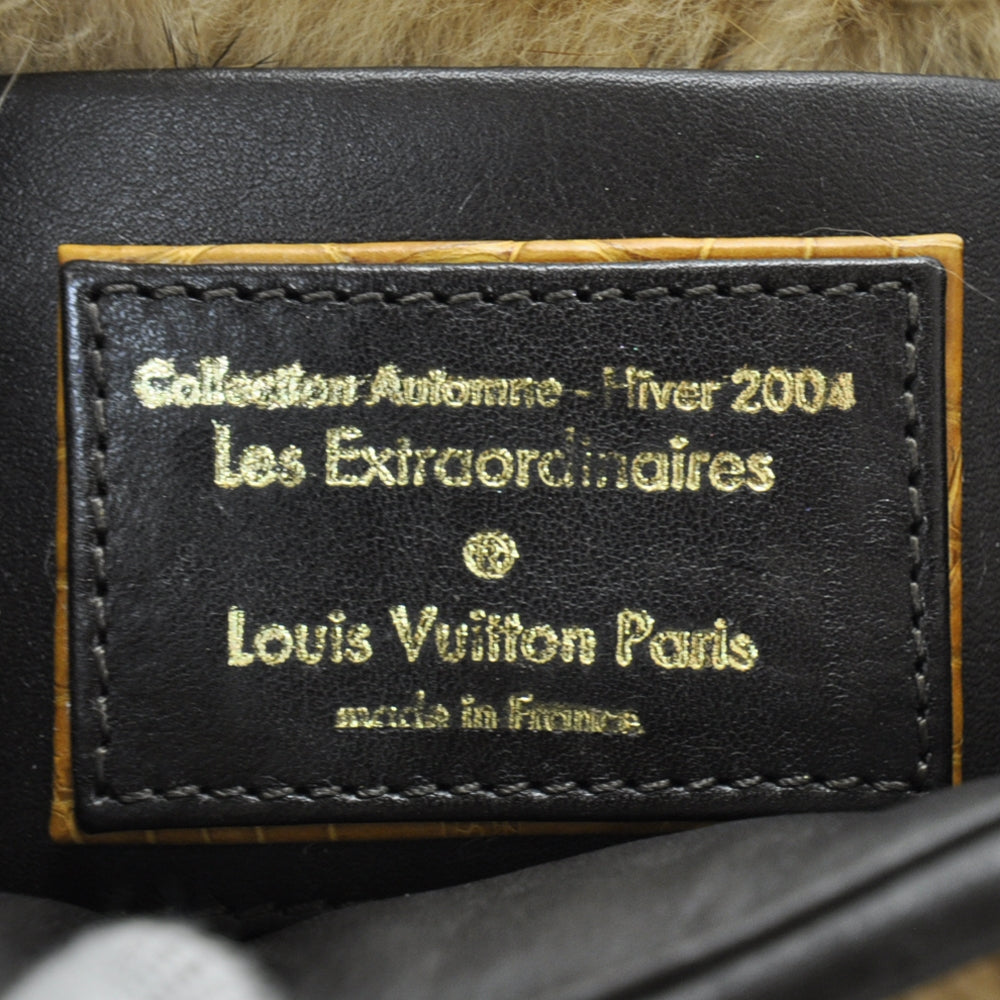 Collection Automne - Hiver 2004
Les Extraordinaires
®
Louis Vuitton Paris
made in France